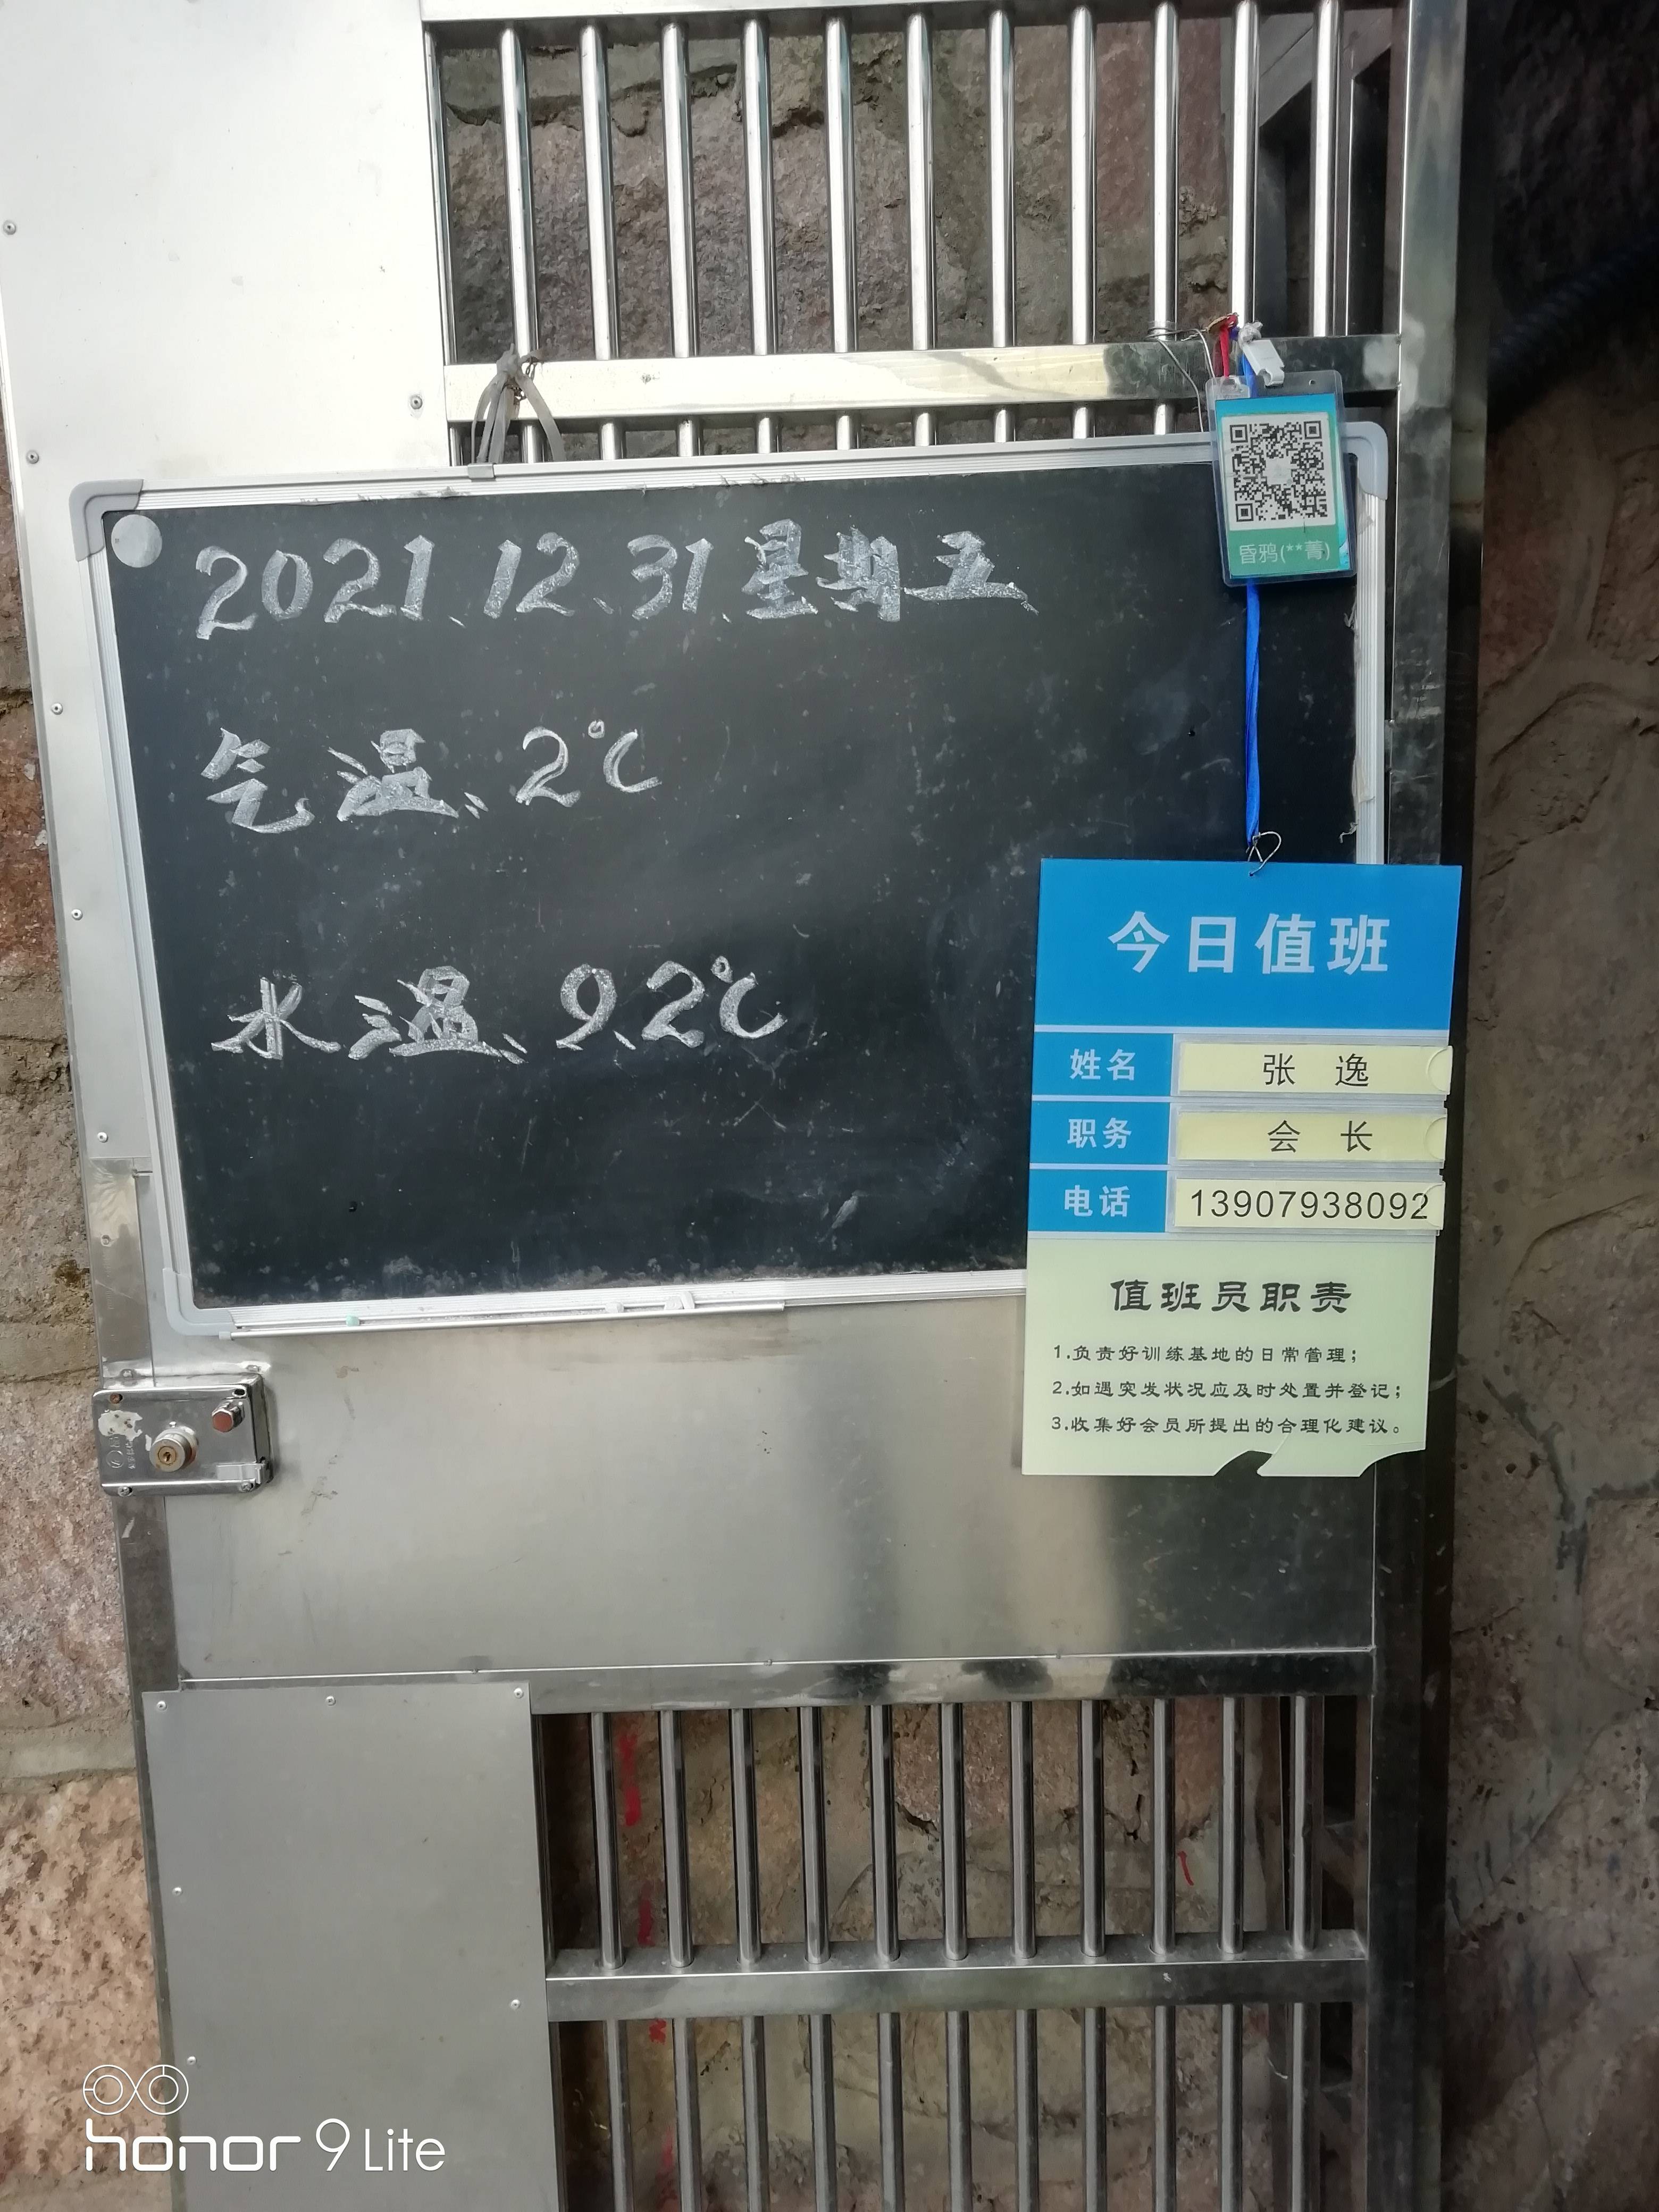 2021、12、31、星期五
气温、2℃
水温、9、2℃
昏鸦(**菁)
今日值班
姓名 张 逸
职务 会 长
电话 13907938092
值班员职责
1.负责好训练基地的日常管理；
2.如遇突发状况应及时处置并登记；
3.收集好会员所提出的合理化建议。
honor 9 Lite